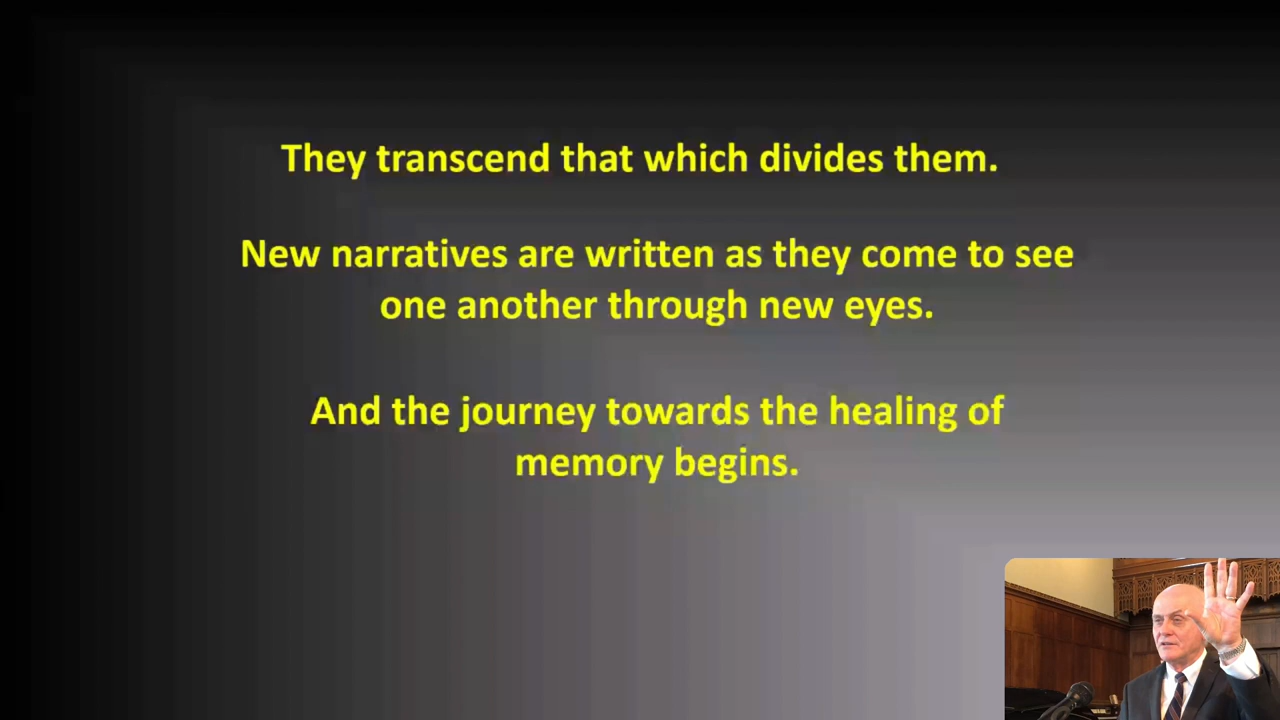 They transcend that which divides them.
New narratives are written as they come to see
one another through new eyes.
And the journey towards the healing of
memory begins.